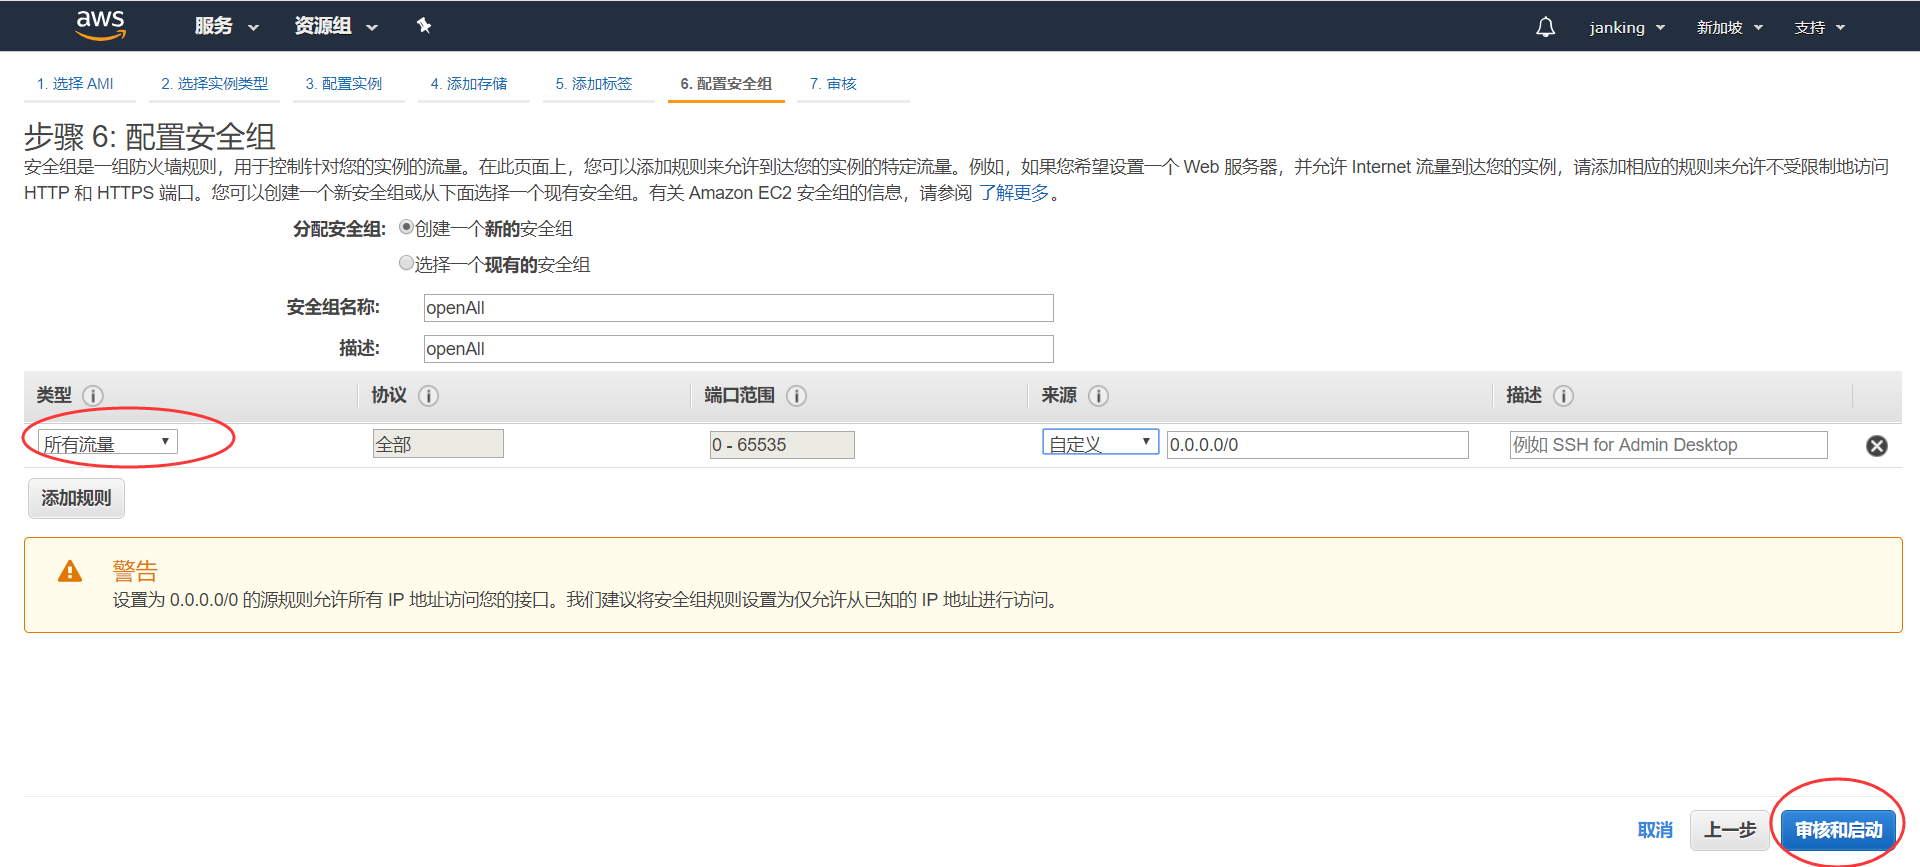 aws 服务 资源组 janking 新加坡 支持
1. 选择 AMI 2. 选择实例类型 3. 配置实例 4. 添加存储 5. 添加标签 6. 配置安全组 7. 审核
步骤 6: 配置安全组
安全组是一组防火墙规则，用于控制针对您的实例的流量。在此页面上，您可以添加规则来允许到达您的实例的特定流量。例如，如果您希望设置一个 Web 服务器，并允许 Internet 流量到达您的实例，请添加相应的规则来允许不受限制地访问
HTTP 和 HTTPS 端口。您可以创建一个新安全组或从下面选择一个现有安全组。有关 Amazon EC2 安全组的信息，请参阅 了解更多。
分配安全组: 创建一个新的安全组
选择一个现有的安全组
安全组名称: openAll
描述: openAll
类型 i 协议 i 端口范围 i 来源 i 描述 i
所有流量 全部 0 - 65535 自定义 0.0.0.0/0 例如 SSH for Admin Desktop
添加规则
警告
设置为 0.0.0.0/0 的源规则允许所有 IP 地址访问您的接口。我们建议将安全组规则设置为仅允许从已知的 IP 地址进行访问。
取消 上一步 审核和启动